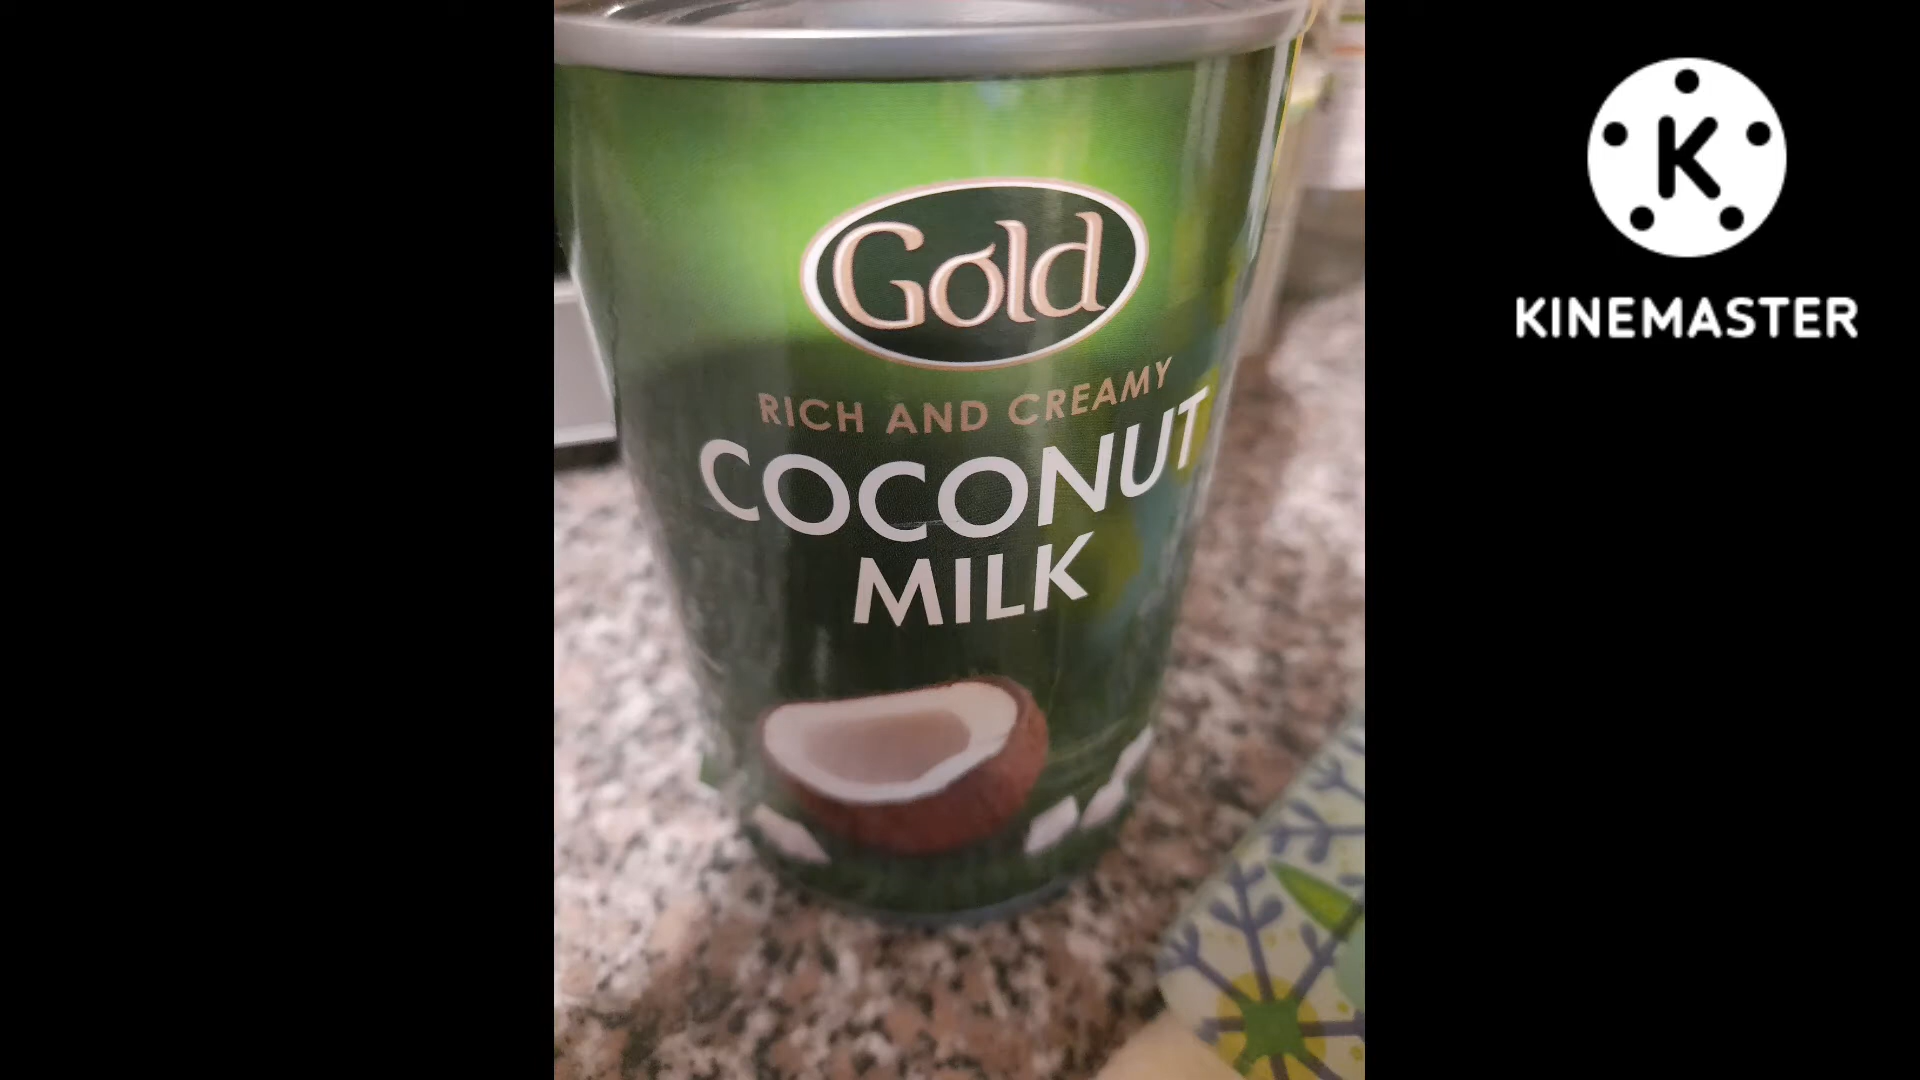 Gold
RICH AND CREAMY
COCONUT
MILK
K
KINEMASTER